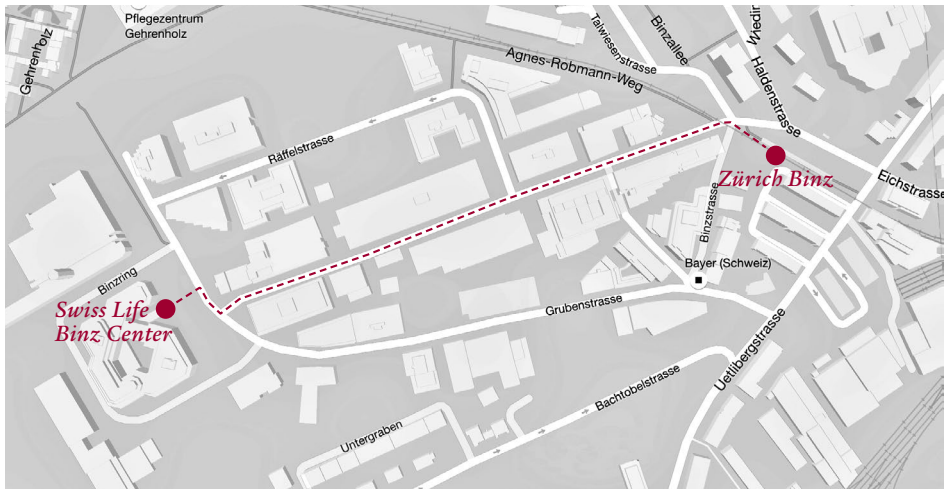 Pflegezentrum
Gehrenholz
Gehrenholz
Talwiesenstrasse
Binzallee
Wiedin
Haldenstrasse
Agnes-Robmann-Weg
Räffelstrasse
Zürich Binz
Eichstrasse
Binzstrasse
Bayer (Schweiz)
Binzring
Swiss Life
Binz Center
Grubenstrasse
Uetlibergstrasse
Bachtobelstrasse
Untergraben